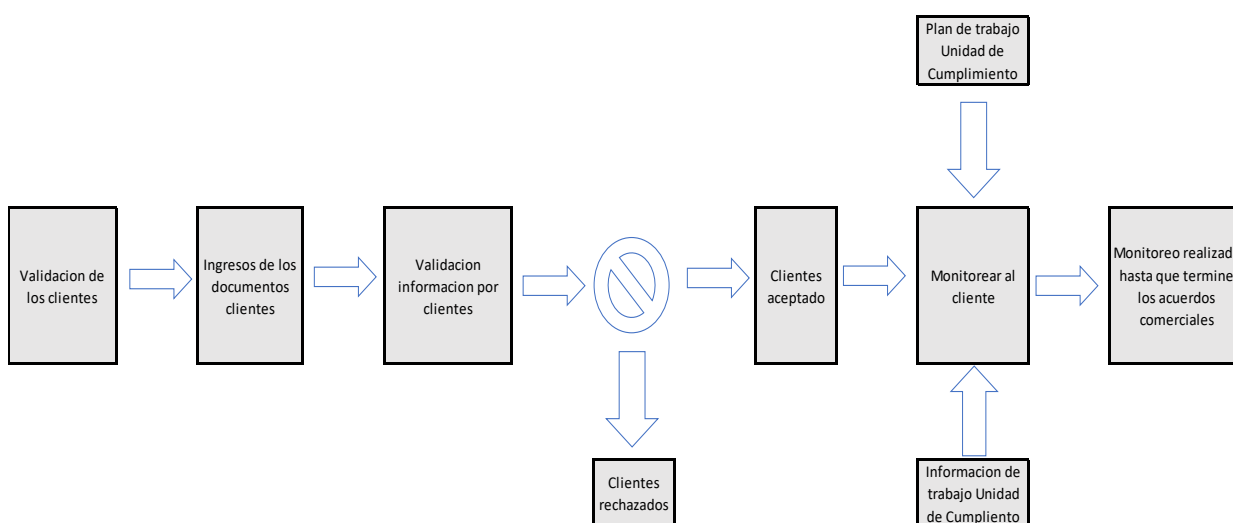 Plan de trabajo
Unidad de
Cumplimiento
Validacion de
los clientes
Ingresos de los
documentos
clientes
Validacion
informacion por
clientes
Clientes
aceptado
Monitorear al
cliente
Monitoreo realizad
hasta que termine
los acuerdos
comerciales
Clientes
rechazados
Informacion de
trabajo Unidad
de Cumpliento